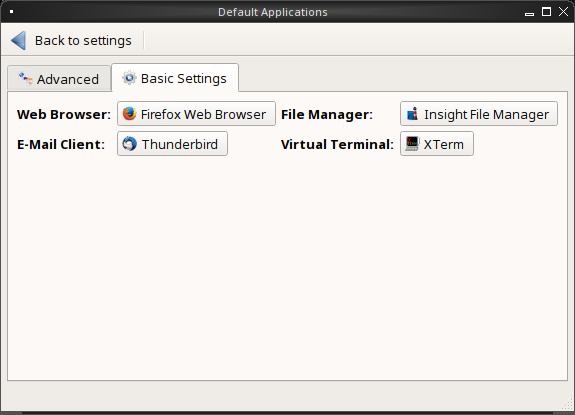 Default Applications
Back to settings
Advanced Basic Settings
Web Browser: Firefox Web Browser File Manager: Insight File Manager
E-Mail Client: Thunderbird Virtual Terminal: XTerm